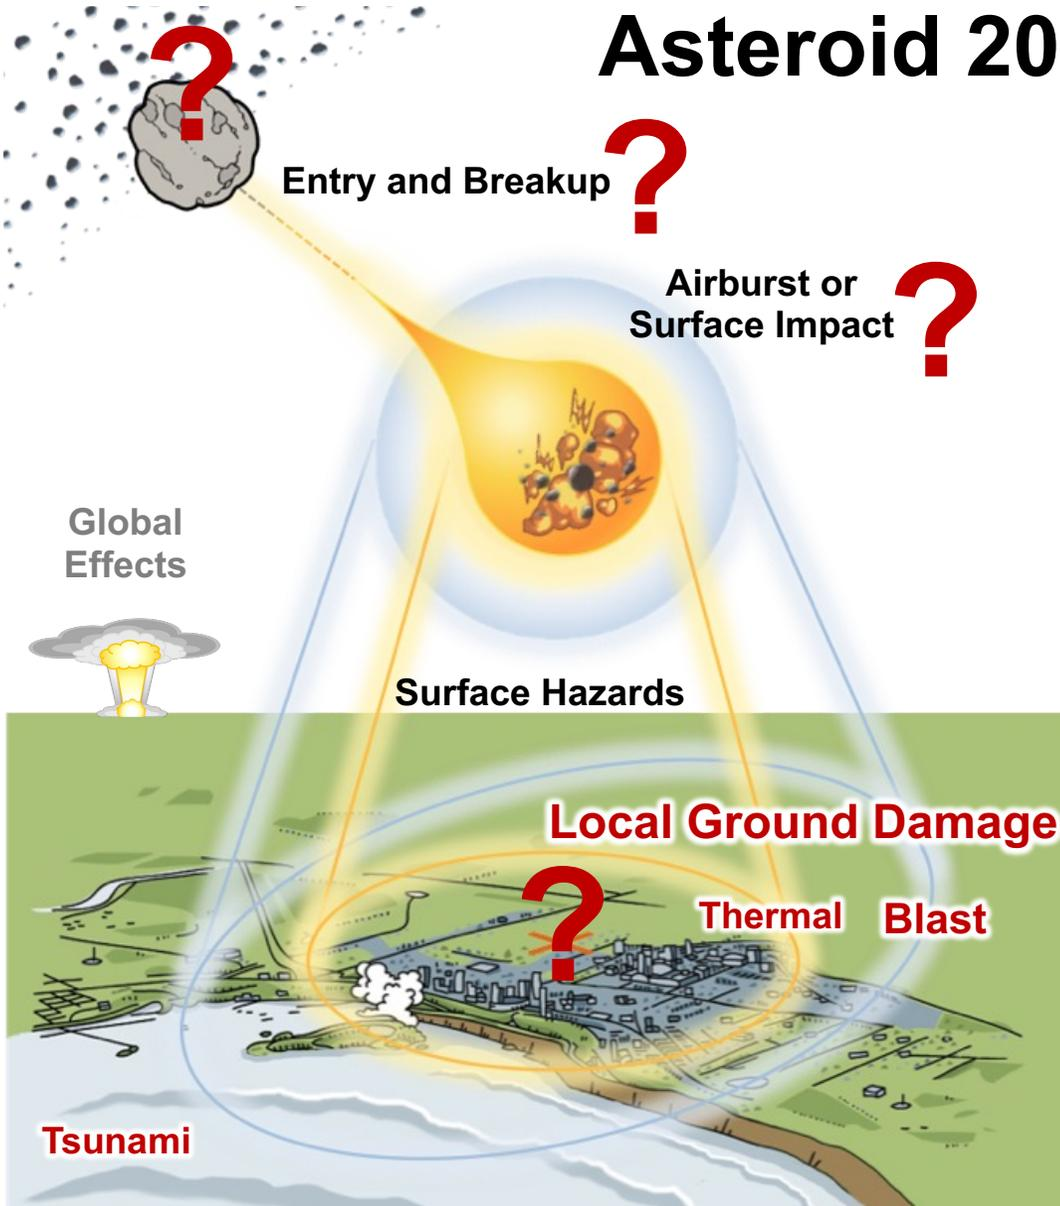 Asteroid 20
?
Entry and Breakup ?
Airburst or
Surface Impact ?
Global
Effects
Surface Hazards
Local Ground Damage
?
Thermal Blast
Tsunami